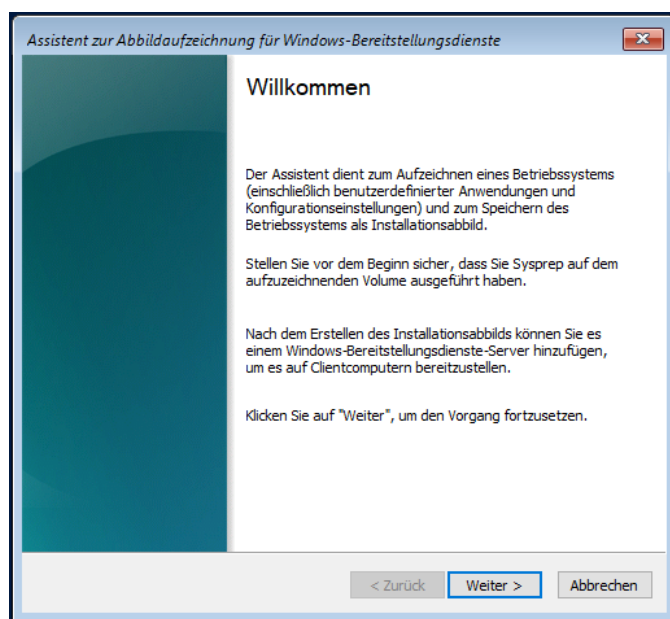 Assistent zur Abbildaufzeichnung für Windows-Bereitstellungsdienste
Willkommen
Der Assistent dient zum Aufzeichnen eines Betriebssystems
(einschließlich benutzerdefinierter Anwendungen und
Konfigurationseinstellungen) und zum Speichern des
Betriebssystems als Installationsabbild.
Stellen Sie vor dem Beginn sicher, dass Sie Sysprep auf dem
aufzuzeichnenden Volume ausgeführt haben.
Nach dem Erstellen des Installationsabbilds können Sie es
einem Windows-Bereitstellungsdienste-Server hinzufügen,
um es auf Clientcomputern bereitzustellen.
Klicken Sie auf "Weiter", um den Vorgang fortzusetzen.
< Zurück Weiter > Abbrechen